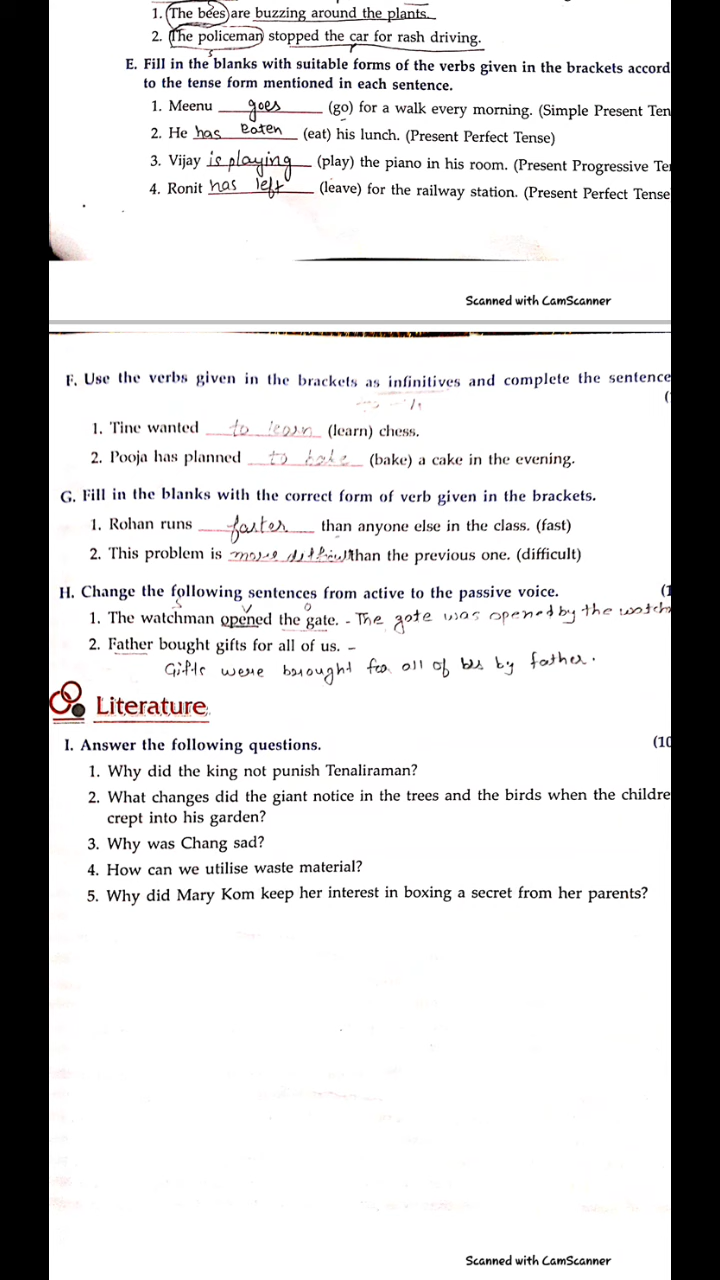 1. The bees are buzzing around the plants.
2. The policeman stopped the car for rash driving.
E. Fill in the blanks with suitable forms of the verbs given in the brackets accord
to the tense form mentioned in each sentence.
1. Meenu goes (go) for a walk every morning. (Simple Present Ten
2. He has Eaten (eat) his lunch. (Present Perfect Tense)
3. Vijay is playing (play) the piano in his room. (Present Progressive Te
4. Ronit has left (leave) for the railway station. (Present Perfect Tense
Scanned with CamScanner
F. Use the verbs given in the brackets as infinitives and complete the sentence
(
1. Tine wanted to learn (learn) chess.
2. Pooja has planned to bake (bake) a cake in the evening.
G. Fill in the blanks with the correct form of verb given in the brackets.
1. Rohan runs faster than anyone else in the class. (fast)
2. This problem is more difficult than the previous one. (difficult)
H. Change the following sentences from active to the passive voice. (1
S V O
1. The watchman opened the gate. - The gate was opened by the watch
2. Father bought gifts for all of us. -
Gifts were brought for all of us by father.
Literature
I. Answer the following questions. (10
1. Why did the king not punish Tenaliraman?
2. What changes did the giant notice in the trees and the birds when the childre
crept into his garden?
3. Why was Chang sad?
4. How can we utilise waste material?
5. Why did Mary Kom keep her interest in boxing a secret from her parents?
Scanned with CamScanner